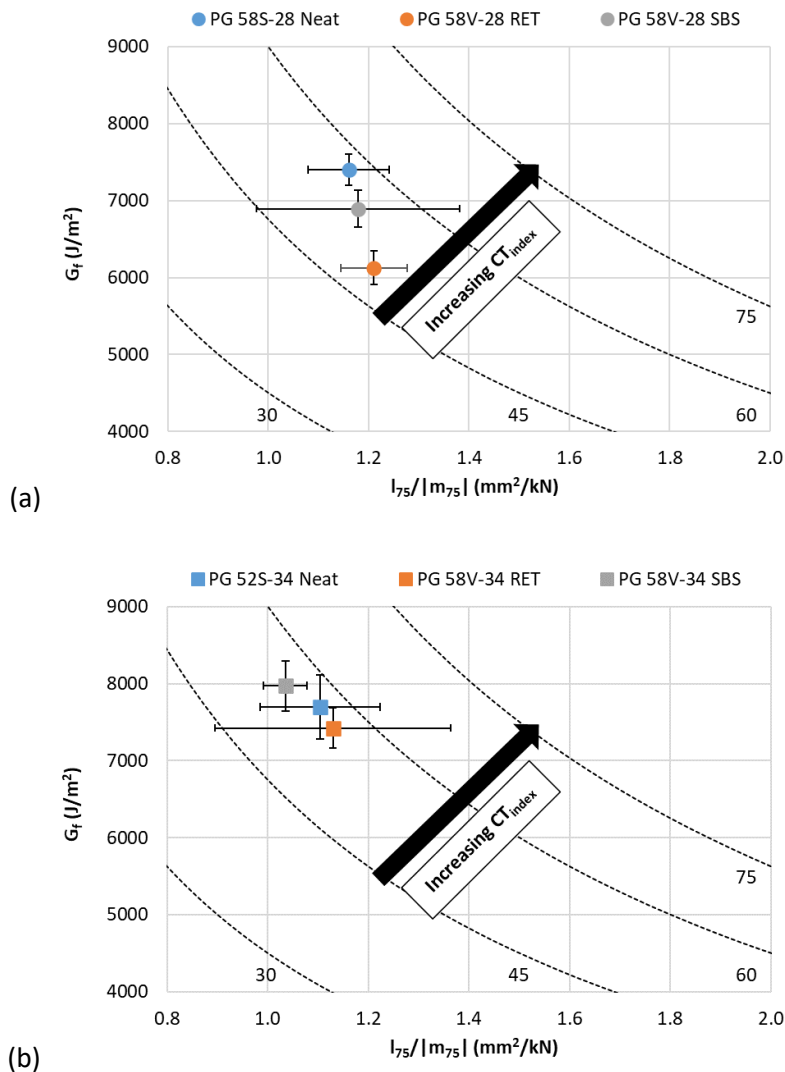 PG 58S-28 Neat PG 58V-28 RET PG 58V-28 SBS
9000
8000
7000
6000
5000
4000
G_f (J/m²)
Increasing CT_index
75
30 45 60
0.8 1.0 1.2 1.4 1.6 1.8 2.0
l₇₅/|m₇₅| (mm²/kN)
(a)
PG 52S-34 Neat PG 58V-34 RET PG 58V-34 SBS
9000
8000
7000
6000
5000
4000
G_f (J/m²)
Increasing CT_index
75
30 45 60
0.8 1.0 1.2 1.4 1.6 1.8 2.0
l₇₅/|m₇₅| (mm²/kN)
(b)